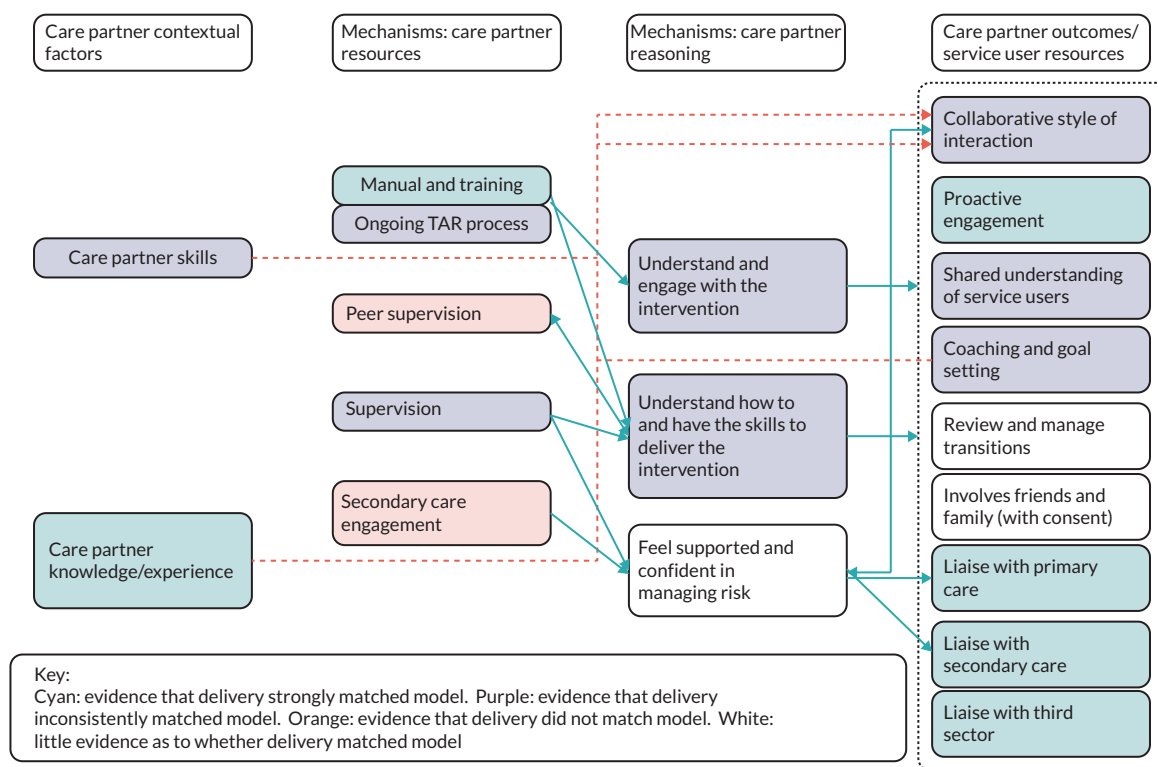 Care partner contextual
factors
Mechanisms: care partner
resources
Mechanisms: care partner
reasoning
Care partner outcomes/
service user resources
Care partner skills
Care partner
knowledge/experience
Manual and training
Ongoing TAR process
Peer supervision
Supervision
Secondary care
engagement
Understand and
engage with the
intervention
Understand how to
and have the skills to
deliver the
intervention
Feel supported and
confident in
managing risk
Collaborative style of
interaction
Proactive
engagement
Shared understanding
of service users
Coaching and goal
setting
Review and manage
transitions
Involves friends and
family (with consent)
Liaise with primary
care
Liaise with
secondary care
Liaise with third
sector
Key:
Cyan: evidence that delivery strongly matched model. Purple: evidence that delivery
inconsistently matched model. Orange: evidence that delivery did not match model. White:
little evidence as to whether delivery matched model